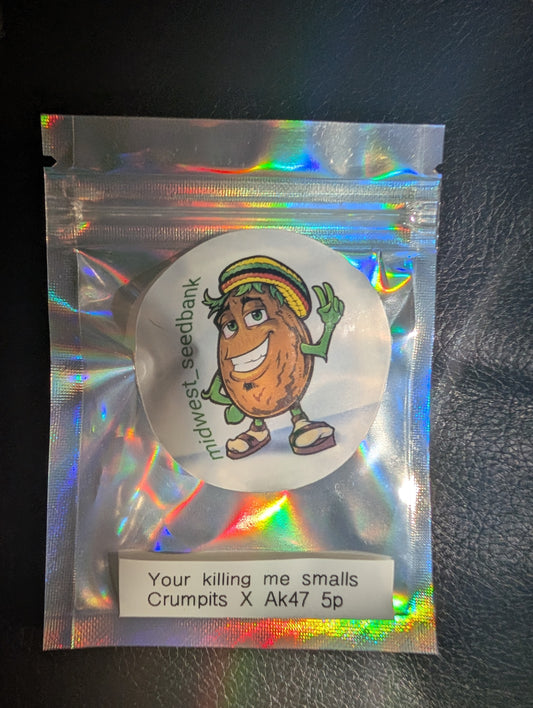 midwest_seedbank
Your killing me smalls
Crumpits X Ak47 5p